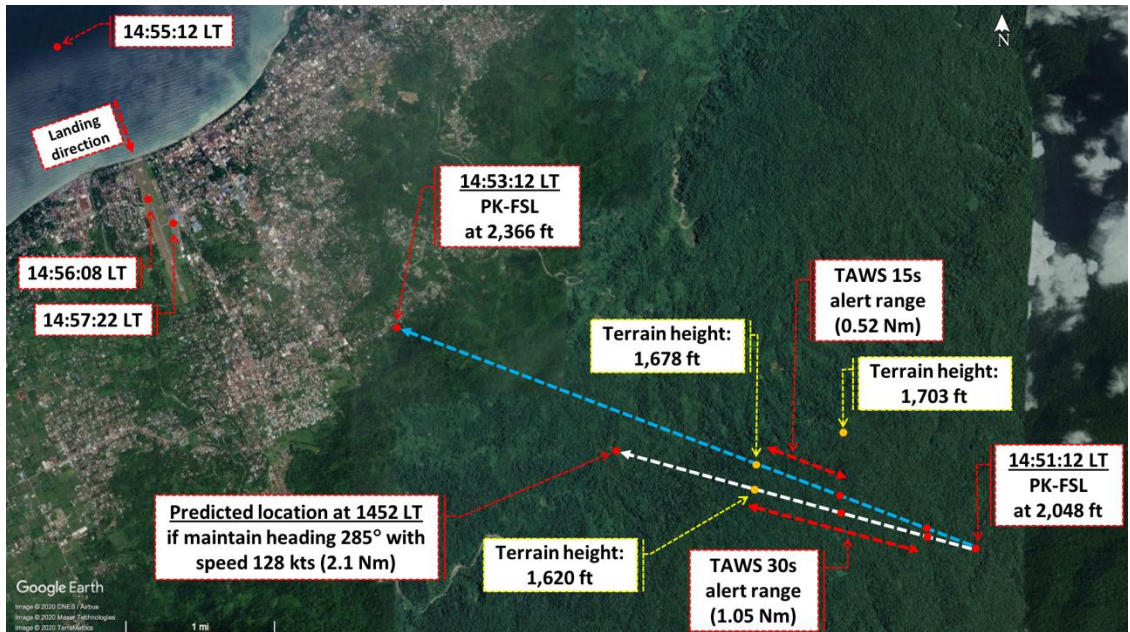 14:55:12 LT
N
Landing
direction
14:53:12 LT
PK-FSL
at 2,366 ft
14:56:08 LT
14:57:22 LT
TAWS 15s
alert range
(0.52 Nm)
Terrain height:
1,678 ft
Terrain height:
1,703 ft
14:51:12 LT
PK-FSL
at 2,048 ft
Predicted location at 1452 LT
if maintain heading 285° with
speed 128 kts (2.1 Nm)
Terrain height:
1,620 ft
TAWS 30s
alert range
(1.05 Nm)
Google Earth
Image © 2020 CNES / Airbus
Image © 2020 Maxar Technologies
Image © 2020 TerraMetrics
1 mi